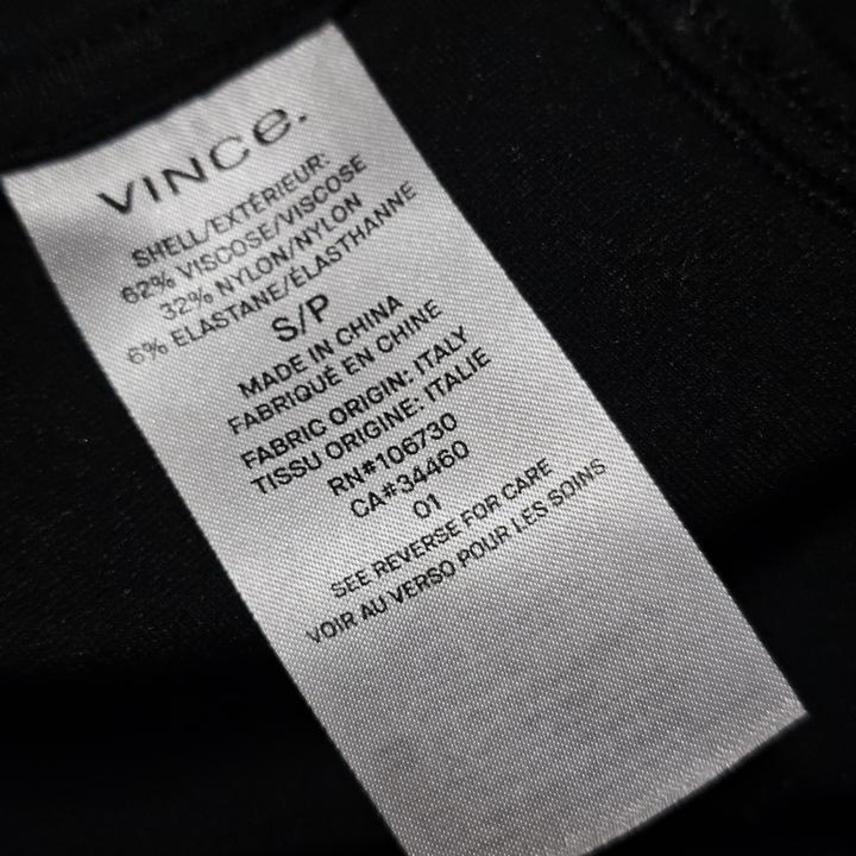 VINCe.
SHELL/EXTÉRIEUR:
62% VISCOSE/VISCOSE
32% NYLON/NYLON
6% ELASTANE/ÉLASTHANNE
S/P
MADE IN CHINA
FABRIQUÉ EN CHINE
FABRIC ORIGIN: ITALY
TISSU ORIGINE: ITALIE
RN#106730
CA#34460
01
SEE REVERSE FOR CARE
VOIR AU VERSO POUR LES SOINS